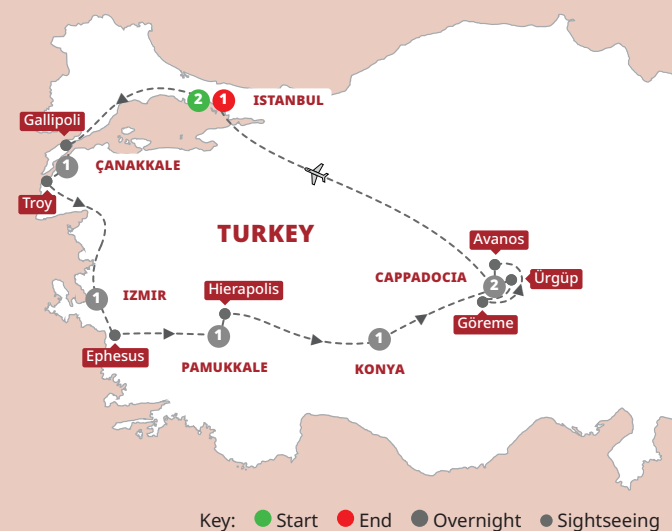 2
1
ISTANBUL
Gallipoli
1
ÇANAKKALE
Troy
TURKEY
Avanos
CAPPADOCIA
2
Ürgüp
Göreme
1
IZMIR
Hierapolis
Ephesus
1
PAMUKKALE
1
KONYA
Key: Start End Overnight Sightseeing